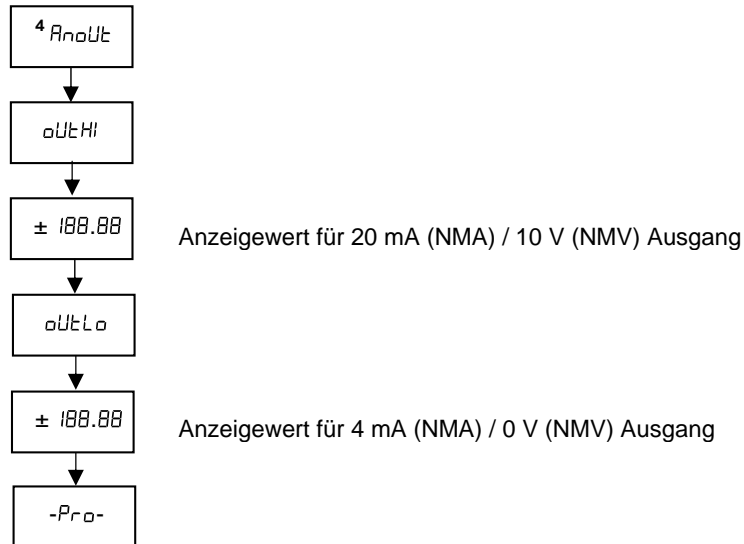 4 AnoUt
oUtHI
± 188.88 Anzeigewert für 20 mA (NMA) / 10 V (NMV) Ausgang
oUtLo
± 188.88 Anzeigewert für 4 mA (NMA) / 0 V (NMV) Ausgang
-Pro-